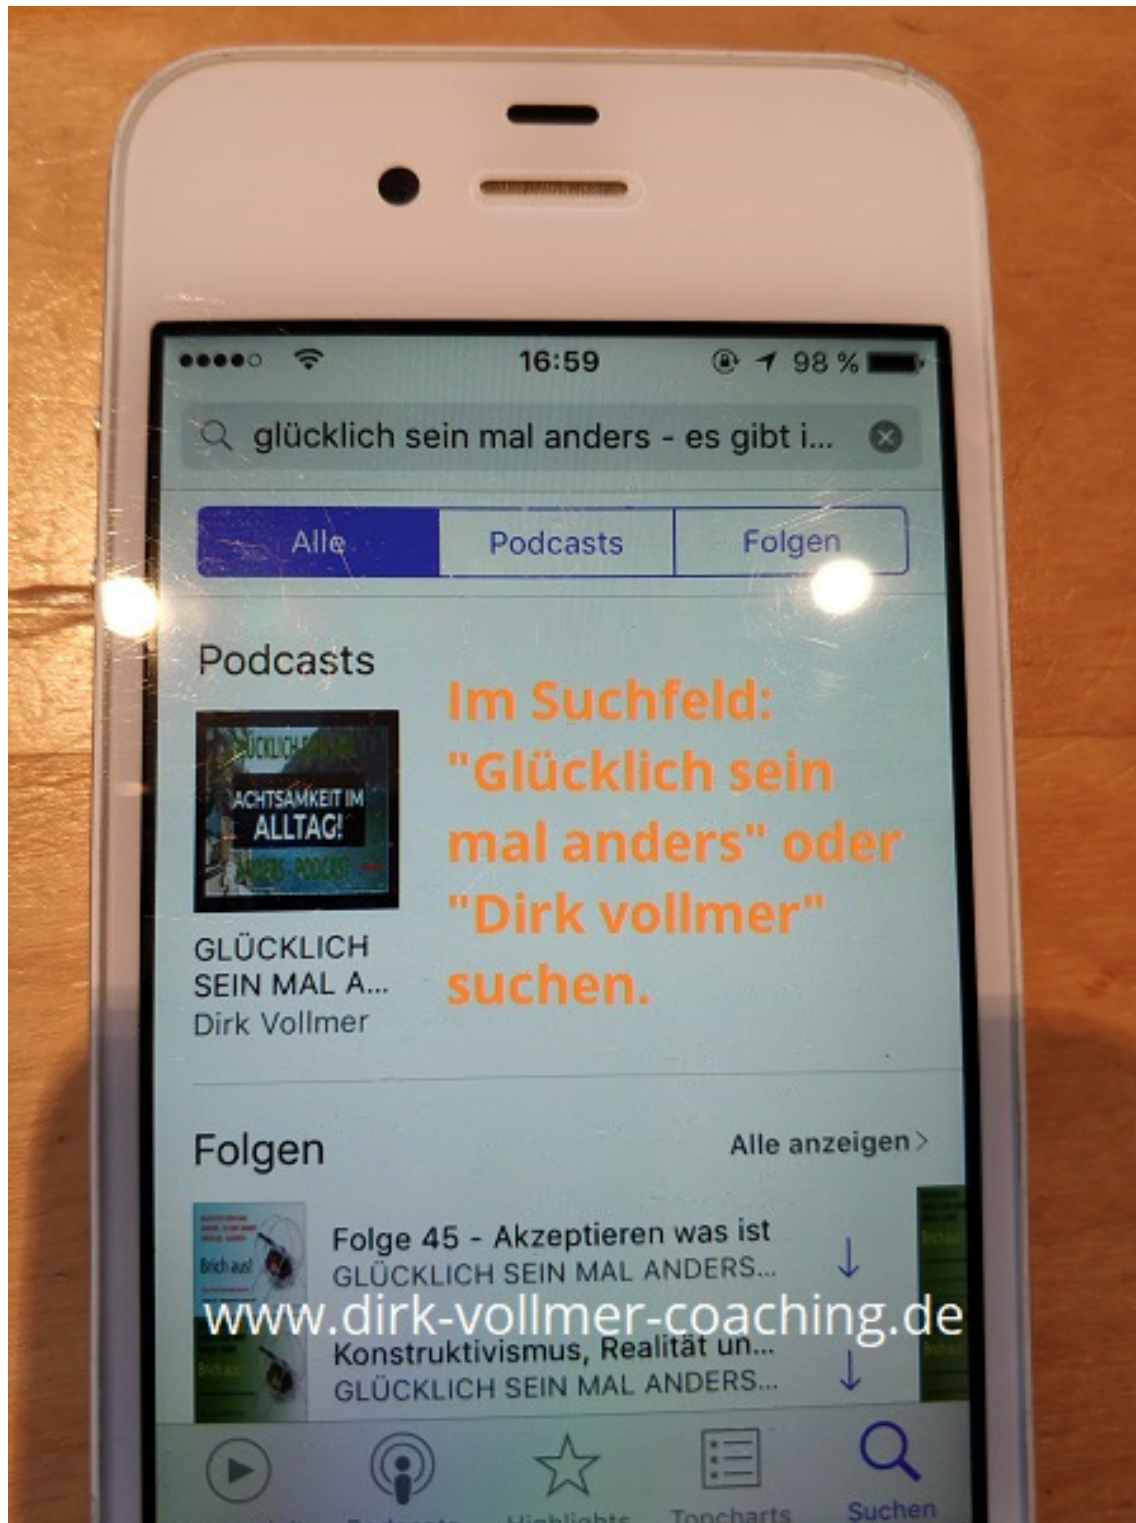 16:59
98 %
glücklich sein mal anders - es gibt i...
Alle
Podcasts
Folgen
Podcasts
Im Suchfeld:
"Glücklich sein
mal anders" oder
"Dirk vollmer"
suchen.
ACHTSAMKEIT IM
ALLTAG!
GLÜCKLICH
SEIN MAL A...
Dirk Vollmer
Folgen
Alle anzeigen
Brich aus!
Folge 45 - Akzeptieren was ist
GLÜCKLICH SEIN MAL ANDERS...
www.dirk-vollmer-coaching.de
Konstruktivismus, Realität un...
GLÜCKLICH SEIN MAL ANDERS...
Podcasts
Highlights
Topcharts
Suchen